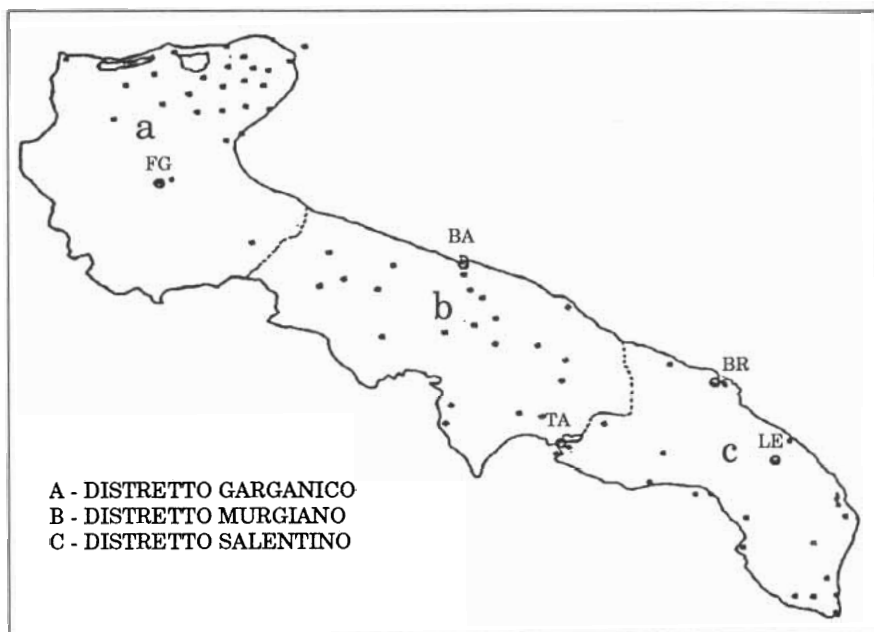 a
FG
BA
b
BR
TA
LE
c
A - DISTRETTO GARGANICO
B - DISTRETTO MURGIANO
C - DISTRETTO SALENTINO